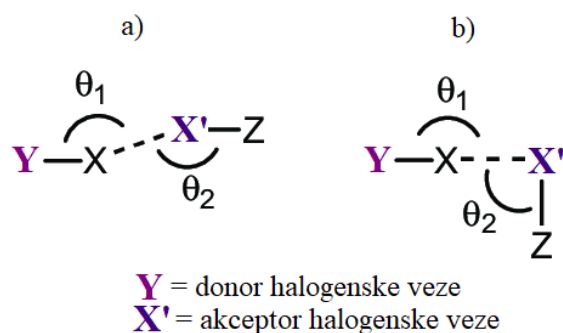 a) b)
θ1 θ1
Y X X' Z Y X X'
θ2 θ2
Z
Y = donor halogenske veze
X' = akceptor halogenske veze